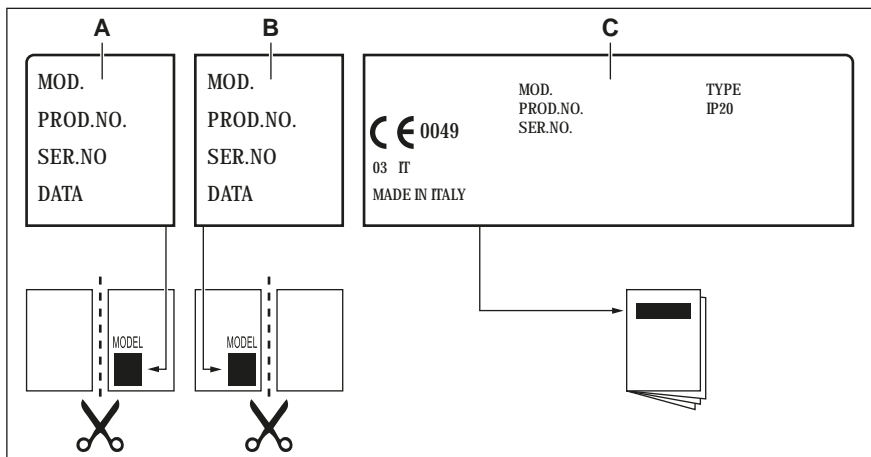 A
B
C
MOD.
PROD.NO.
SER.NO
DATA
MOD.
PROD.NO.
SER.NO
DATA
MOD.
PROD.NO.
SER.NO.
TYPE
IP20
CE 0049
03 IT
MADE IN ITALY
MODEL
MODEL